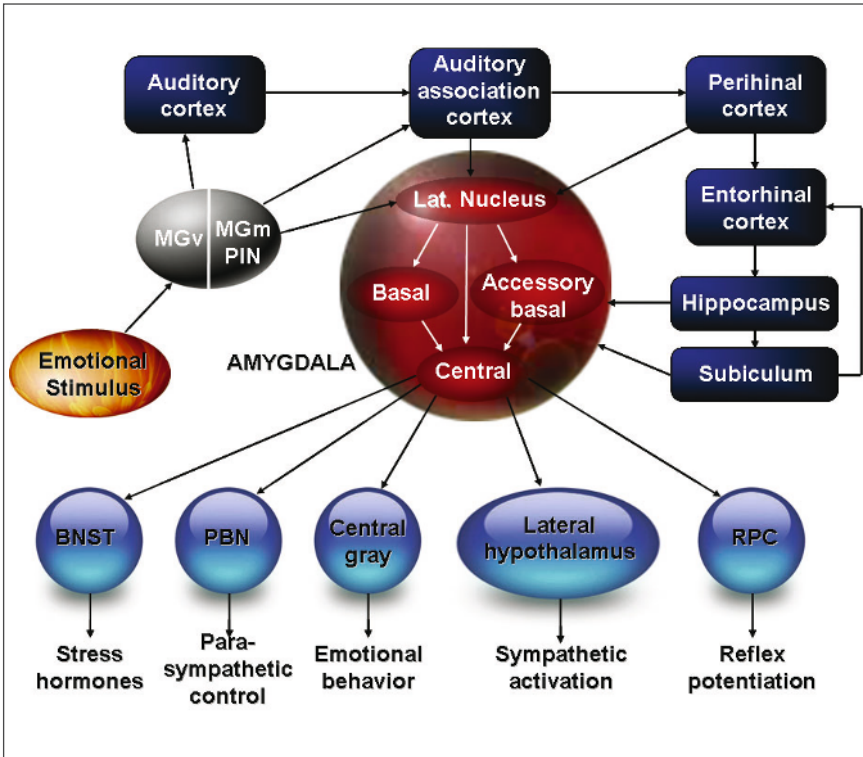 Auditory
cortex
Auditory
association
cortex
Perihinal
cortex
MGv
MGm
PIN
Lat. Nucleus
Entorhinal
cortex
Basal
Accessory
basal
Hippocampus
Emotional
Stimulus
AMYGDALA
Central
Subiculum
BNST
PBN
Central
gray
Lateral
hypothalamus
RPC
Stress
hormones
Para-
sympathetic
control
Emotional
behavior
Sympathetic
activation
Reflex
potentiation